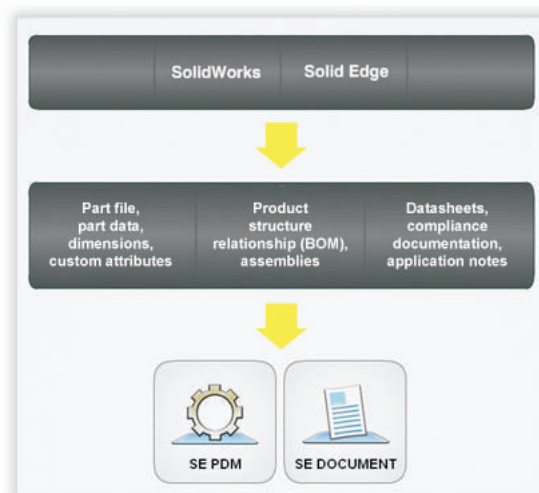 SolidWorks
Solid Edge
Part file,
part data,
dimensions,
custom attributes
Product
structure
relationship (BOM),
assemblies
Datasheets,
compliance
documentation,
application notes
SE PDM
SE DOCUMENT